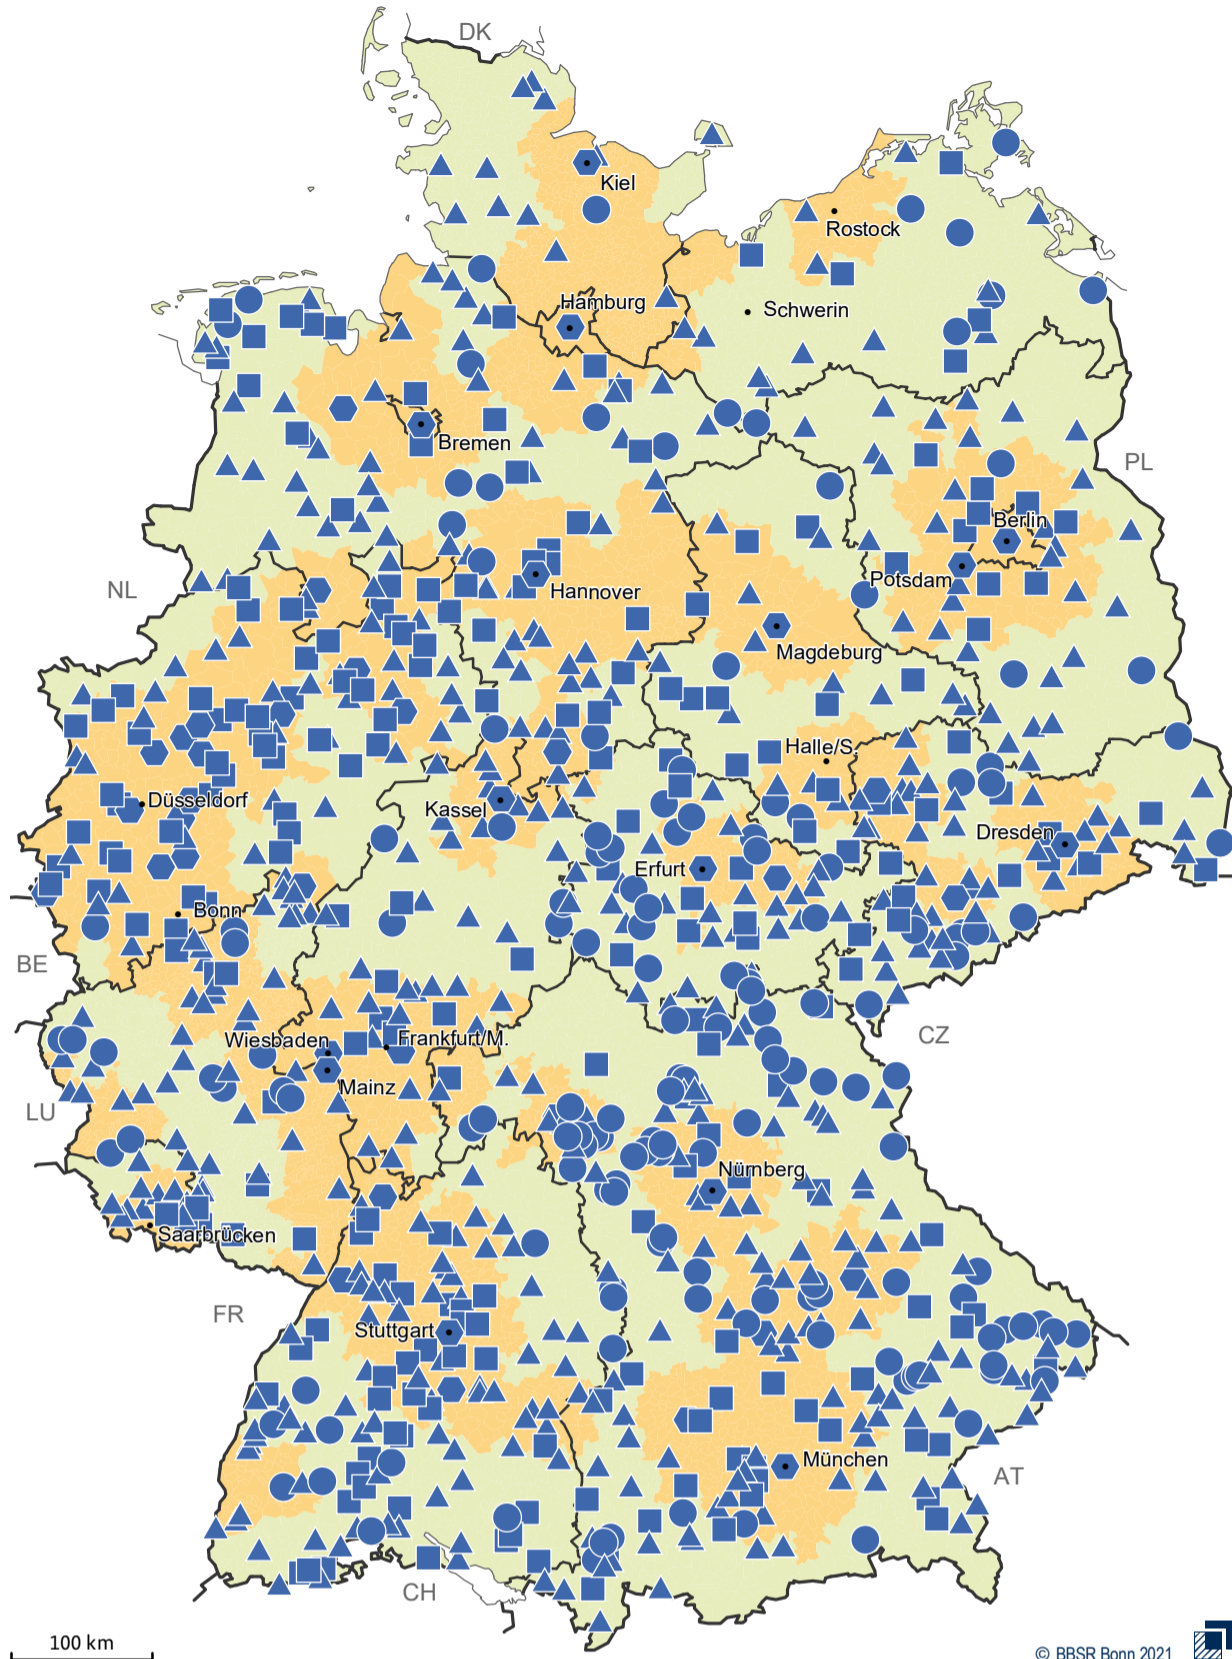 DK
Kiel
Rostock
Hamburg
Schwerin
Bremen
PL
Berlin
NL
Hannover
Potsdam
Magdeburg
Halle/S.
Düsseldorf
Kassel
Dresden
Erfurt
Bonn
BE
Wiesbaden
Frankfurt/M.
CZ
Mainz
LU
Nürnberg
Saarbrücken
FR
Stuttgart
München
AT
CH
100 km
© BBSR Bonn 2021